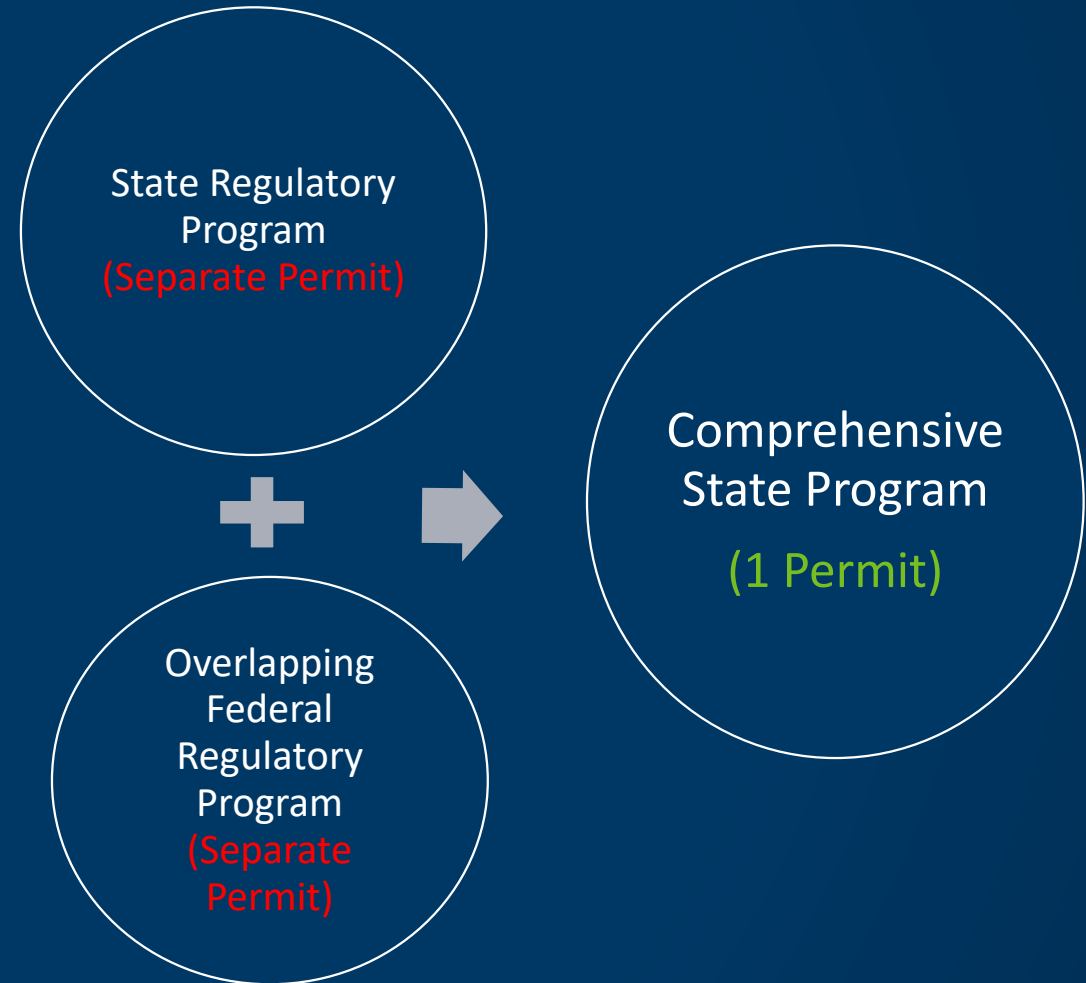 State Regulatory
Program
(Separate Permit)
Overlapping
Federal
Regulatory
Program
(Separate
Permit)
Comprehensive
State Program
(1 Permit)